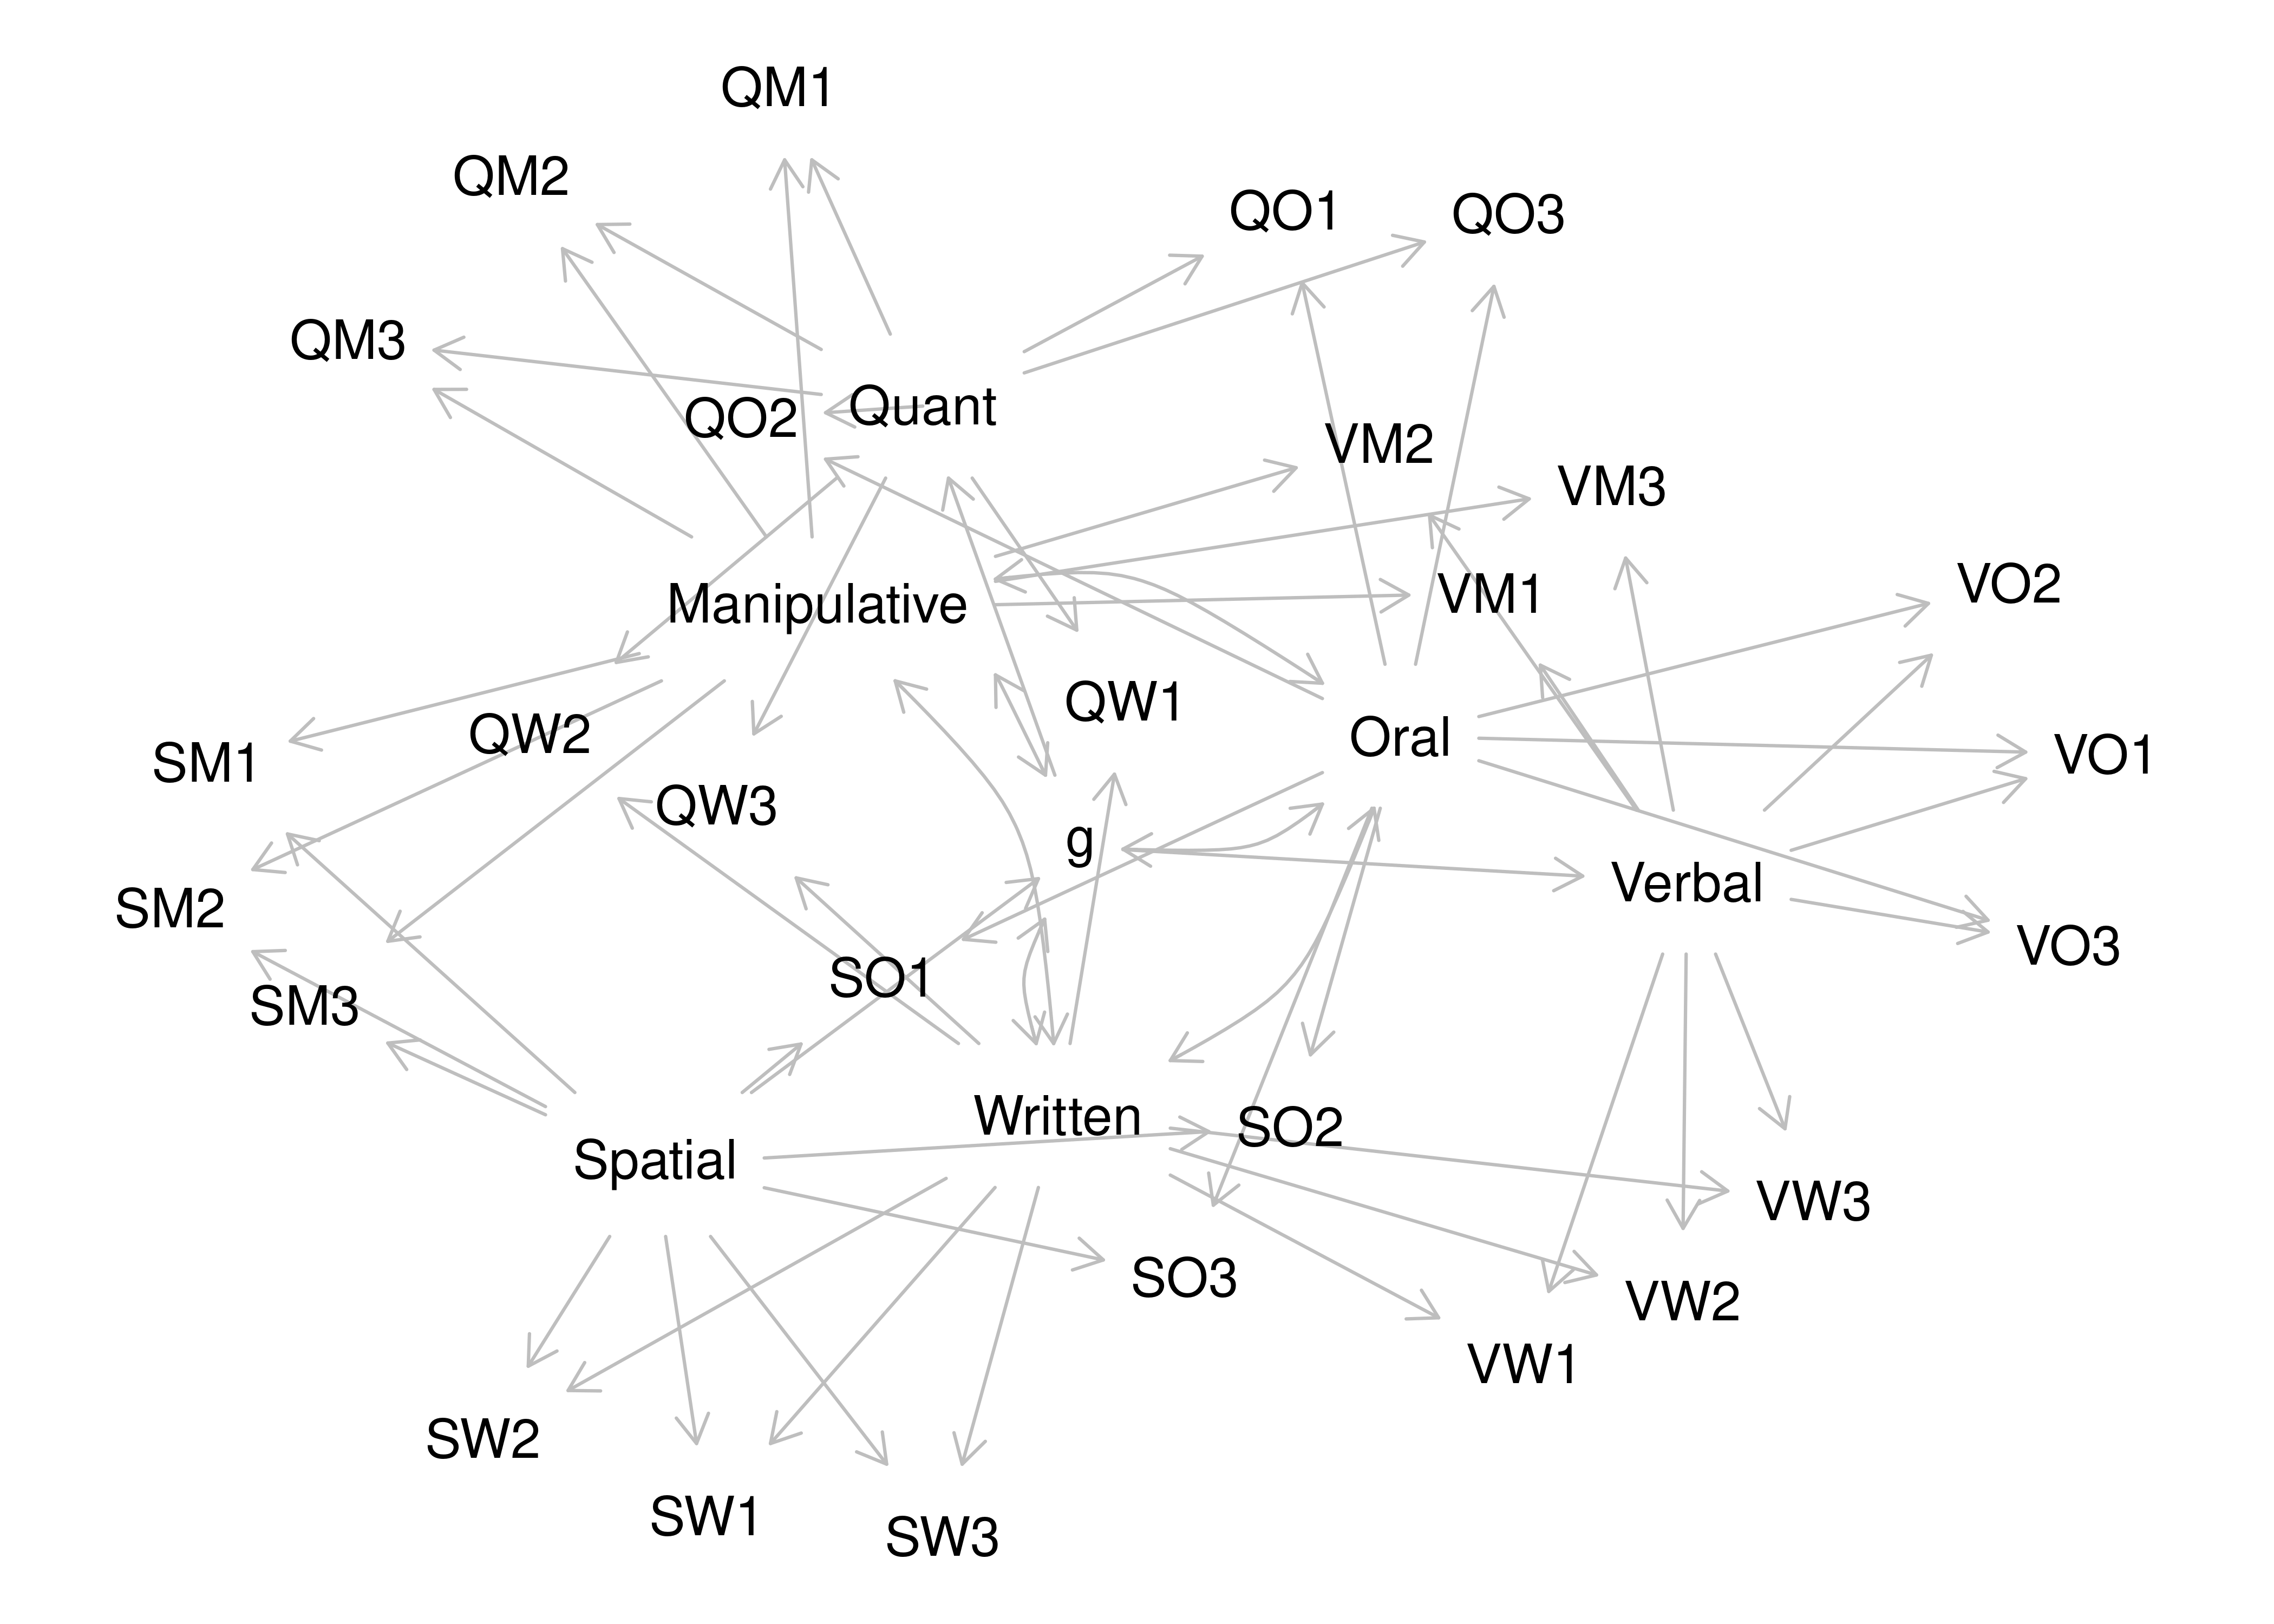 QM1
QM2
QO1
QO3
QM3
Quant
QO2
VM2
VM3
VO2
VM1
Manipulative
QW1
QW2
Oral
VO1
SM1
QW3
g
Verbal
SM2
VO3
SO1
SM3
Written
SO2
Spatial
VW3
SO3
VW2
VW1
SW2
SW1
SW3